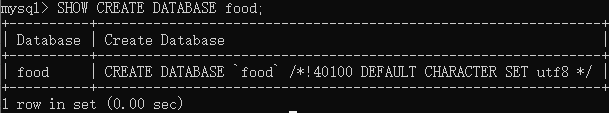 mysql> SHOW CREATE DATABASE food;
+----------+---------------------------------------------------------------+
| Database | Create Database                                               |
+----------+---------------------------------------------------------------+
| food     | CREATE DATABASE `food` /*!40100 DEFAULT CHARACTER SET utf8 */ |
+----------+---------------------------------------------------------------+
1 row in set (0.00 sec)